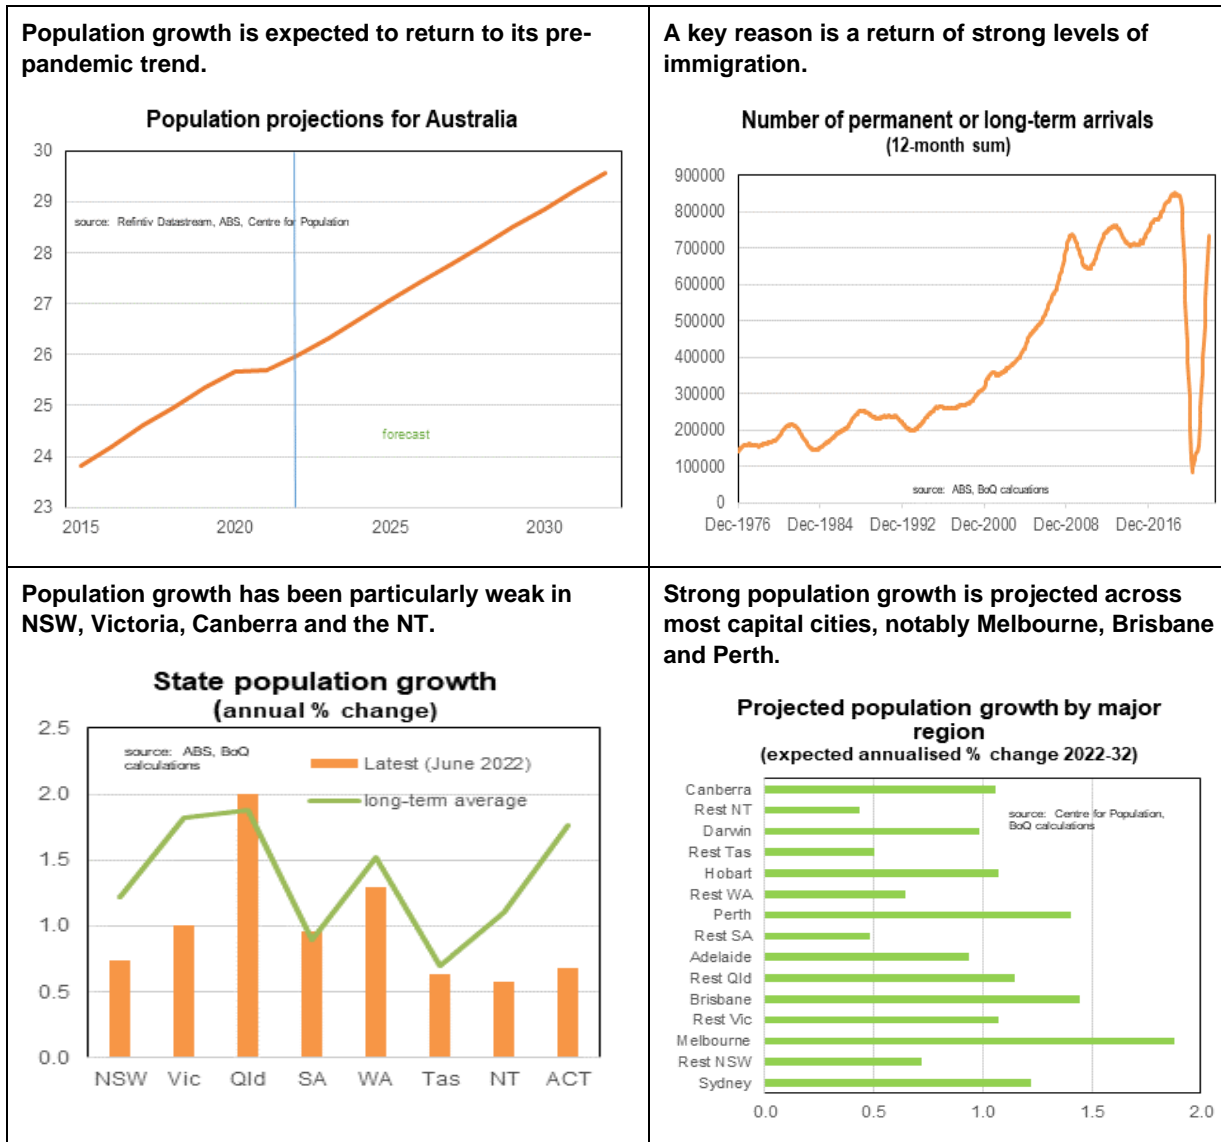 Population growth is expected to return to its pre-
pandemic trend.
Population projections for Australia
30
29
source: Refintiv Datastream, ABS, Centre for Population
28
27
26
25
forecast
24
23
2015 2020 2025 2030
A key reason is a return of strong levels of
immigration.
Number of permanent or long-term arrivals
(12-month sum)
900000
800000
700000
600000
500000
400000
300000
200000
100000
source: ABS, BoQ calcuations
0
Dec-1976 Dec-1984 Dec-1992 Dec-2000 Dec-2008 Dec-2016
Population growth has been particularly weak in
NSW, Victoria, Canberra and the NT.
State population growth
(annual % change)
2.5
source: ABS, BoQ
calculations
Latest (June 2022)
long-term average
2.0
1.5
1.0
0.5
0.0
NSW Vic Qld SA WA Tas NT ACT
Strong population growth is projected across
most capital cities, notably Melbourne, Brisbane
and Perth.
Projected population growth by major
region
(expected annualised % change 2022-32)
Canberra
Rest NT
source: Centre for Population,
BoQ calculations
Darwin
Rest Tas
Hobart
Rest WA
Perth
Rest SA
Adelaide
Rest Qld
Brisbane
Rest Vic
Melbourne
Rest NSW
Sydney
0.0 0.5 1.0 1.5 2.0